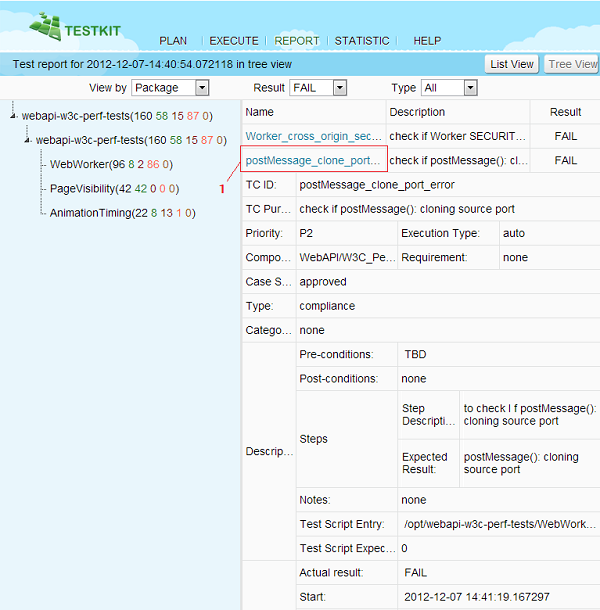 TESTKIT
PLAN EXECUTE REPORT STATISTIC HELP
Test report for 2012-12-07-14:40:54.072118 in tree view
List View Tree View
View by Package Result FAIL Type All
webapi-w3c-perf-tests(160 58 15 87 0)
webapi-w3c-perf-tests(160 58 15 87 0)
WebWorker(96 8 2 86 0)
PageVisibility(42 42 0 0 0)
AnimationTiming(22 8 13 1 0)
1
Name Description Result
Worker_cross_origin_sec... check if Worker SECURIT... FAIL
postMessage_clone_port... check if postMessage(): cl... FAIL
TC ID: postMessage_clone_port_error
TC Pur... check if postMessage(): cloning source port
Priority: P2 Execution Type: auto
Compo... WebAPI/W3C_Pe... Requirement: none
Case S... approved
Type: compliance
Catego... none
Descrip...
Pre-conditions: TBD
Post-conditions: none
Steps
Step Descripti... to check I f postMessage():
cloning source port
Expected
Result: postMessage(): cloning
source port
Notes: none
Test Script Entry: /opt/webapi-w3c-perf-tests/WebWork...
Test Script Expec... 0
Actual result: FAIL
Start: 2012-12-07 14:41:19.167297